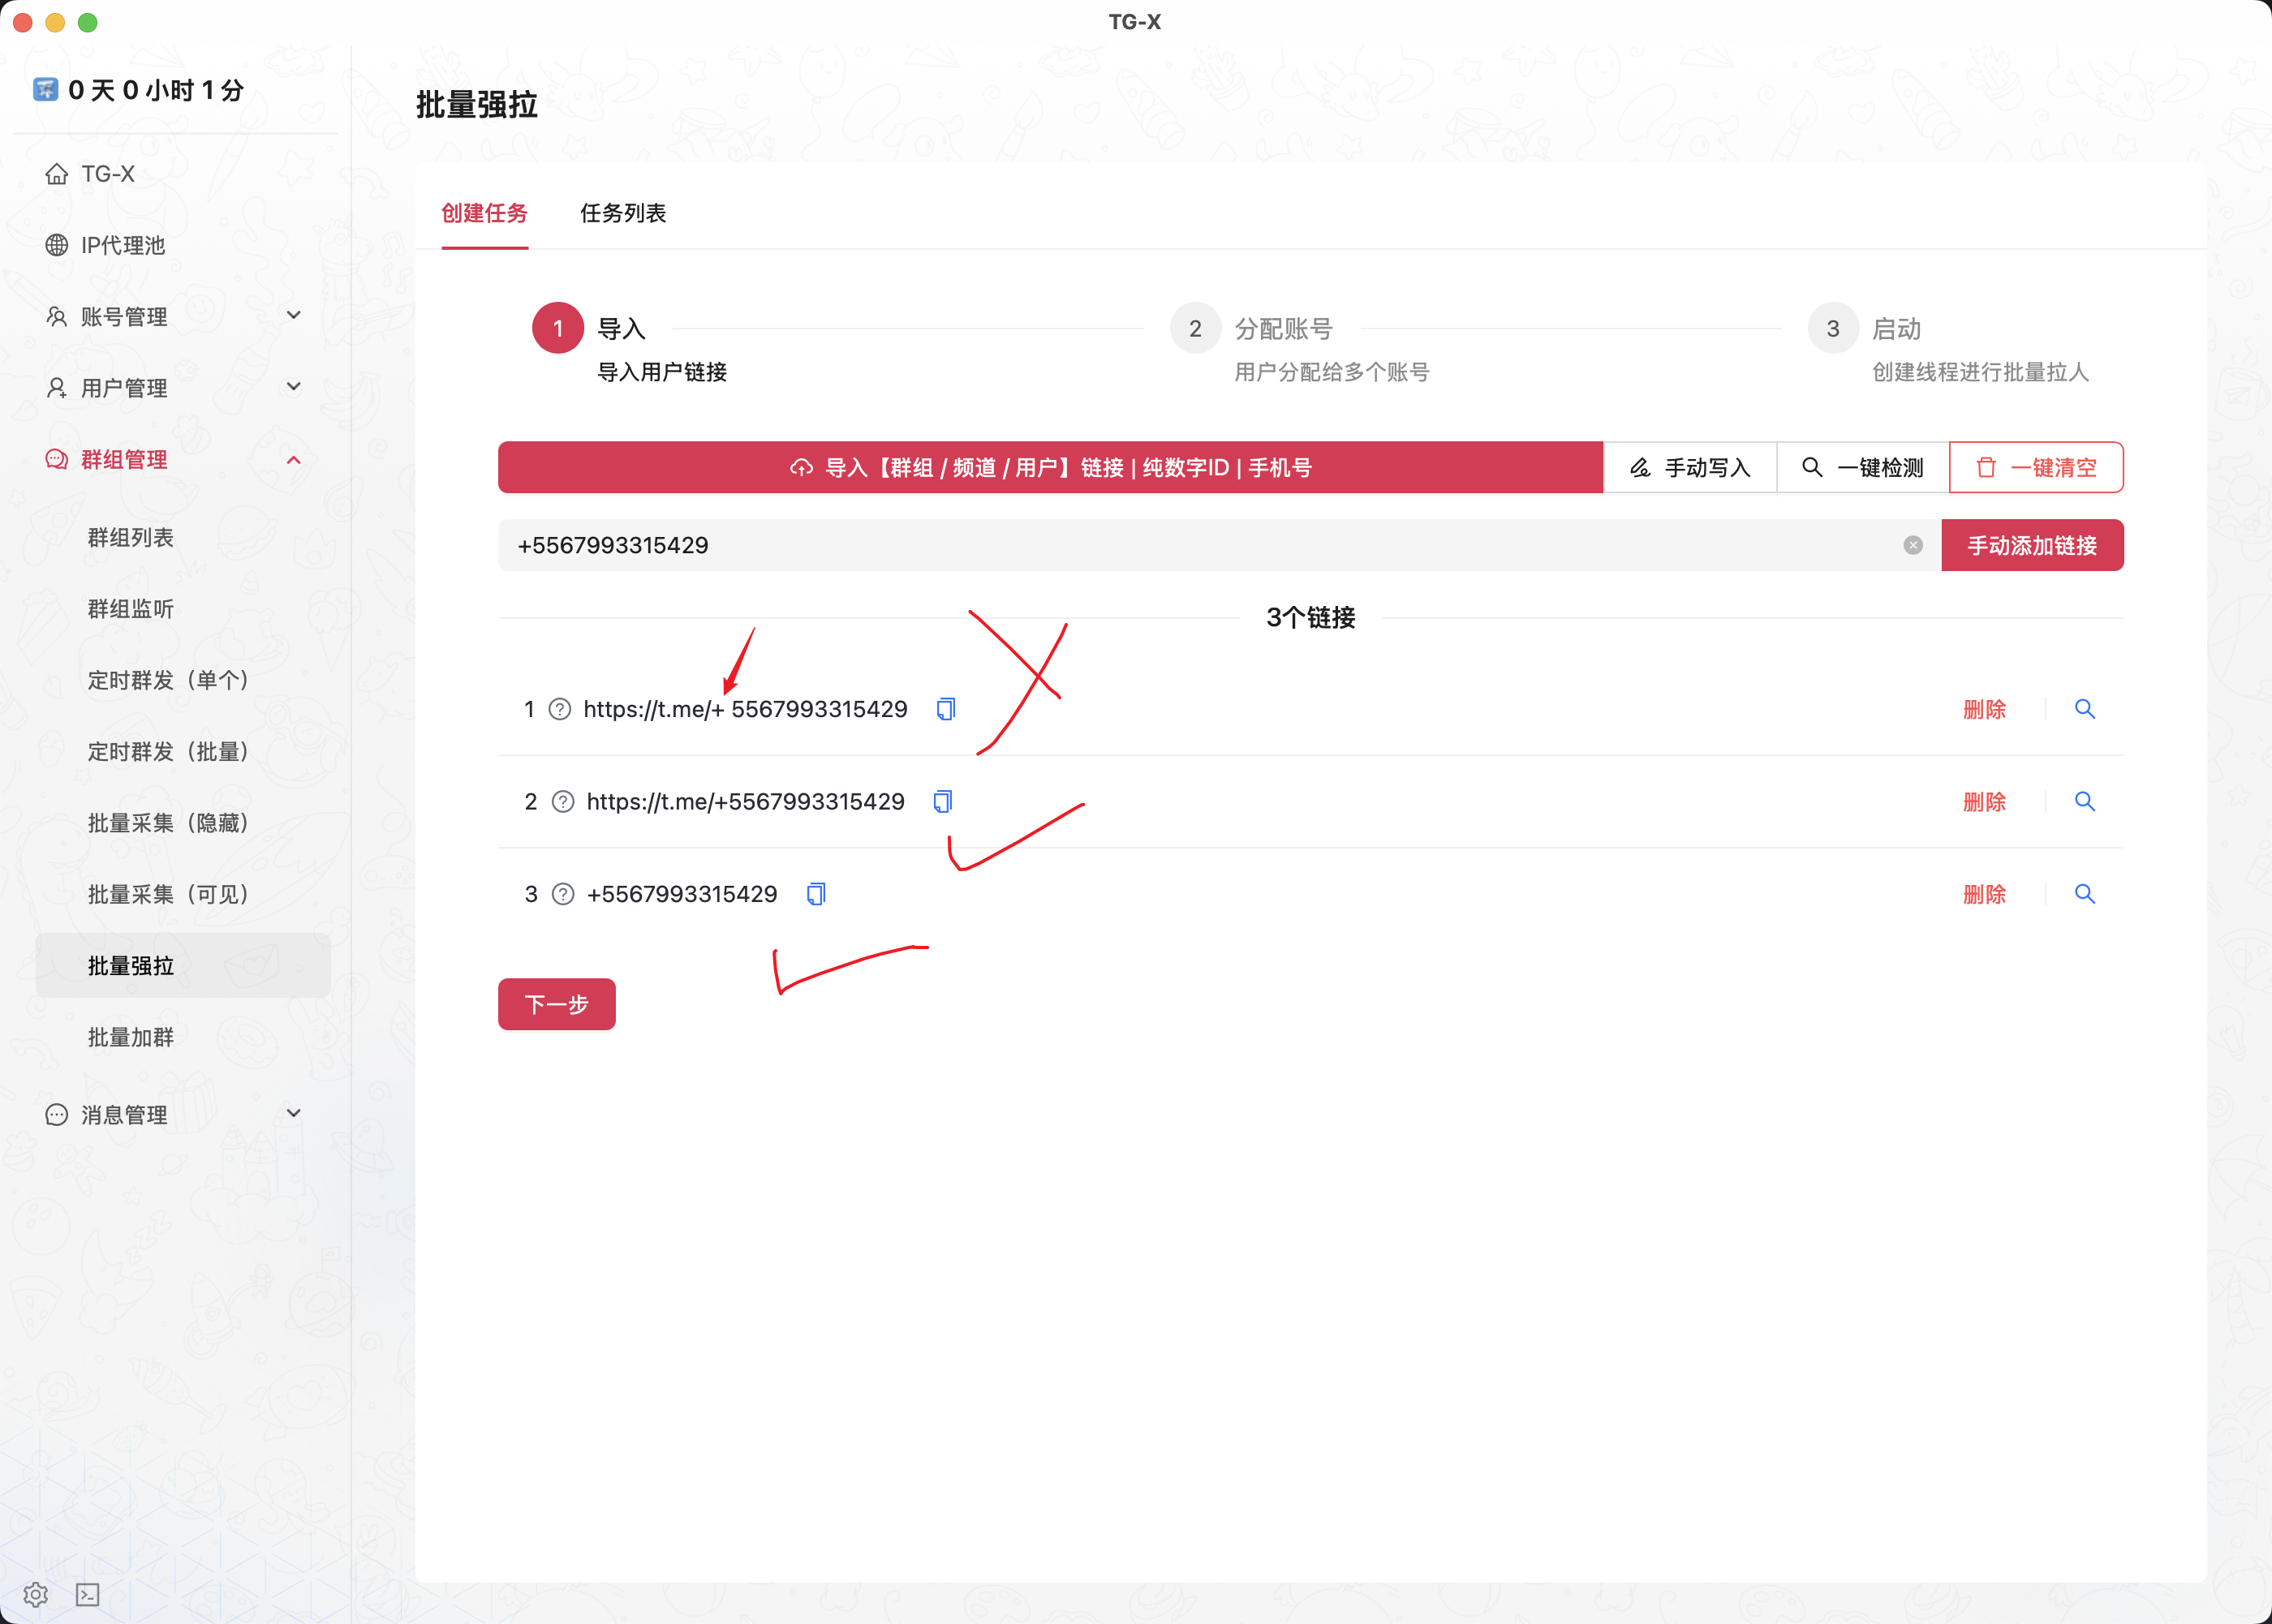 TG-X
0 天 0 小时 1 分
TG-X
IP代理池
账号管理
用户管理
群组管理
群组列表
群组监听
定时群发（单个）
定时群发（批量）
批量采集（隐藏）
批量采集（可见）
批量强拉
批量加群
消息管理
批量强拉
创建任务 任务列表
1 导入
导入用户链接
2 分配账号
用户分配给多个账号
3 启动
创建线程进行批量拉人
导入【群组 / 频道 / 用户】链接 | 纯数字ID | 手机号 手动写入 一键检测 一键清空
+5567993315429 手动添加链接
3个链接
1 https://t.me/+ 5567993315429 删除
2 https://t.me/+5567993315429 删除
3 +5567993315429 删除
下一步